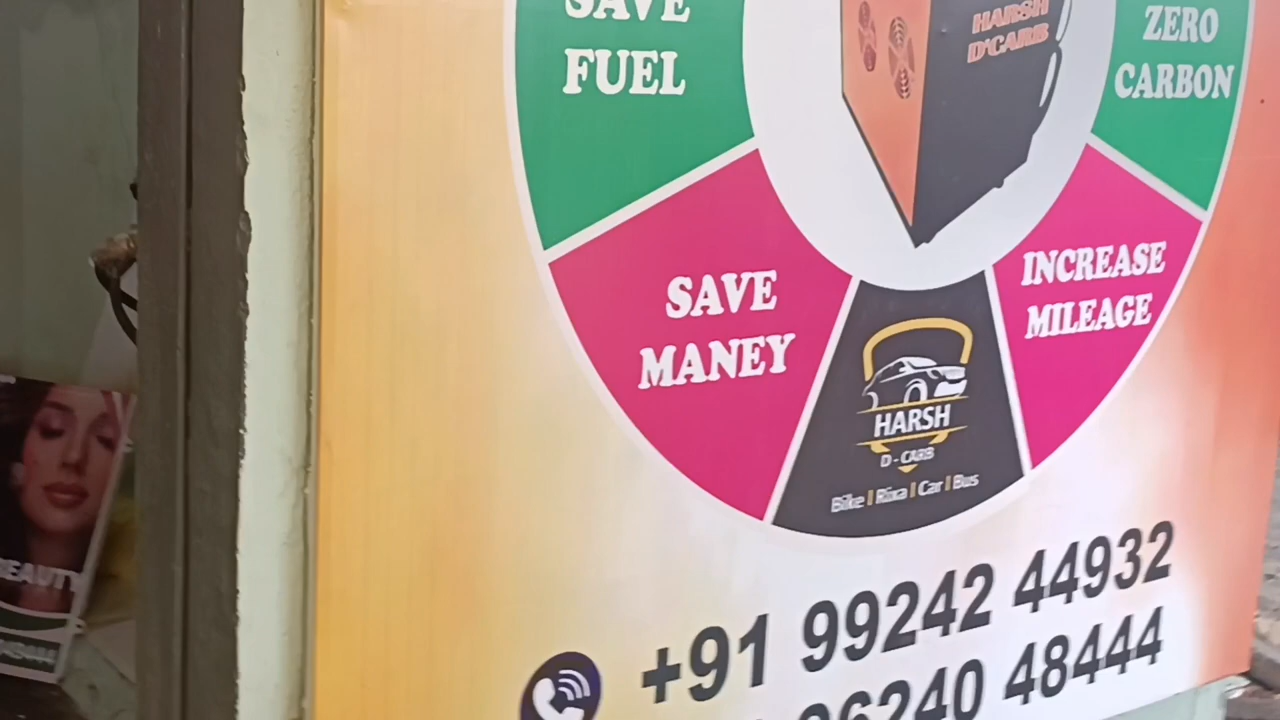 SAVE
FUEL
HARSH
D'CARB
ZERO
CARBON
SAVE
MANEY
INCREASE
MILEAGE
HARSH
D - CARB
Bike | Rixa | Car | Bus
+91 99242 44932
96240 48444
BEAUTY